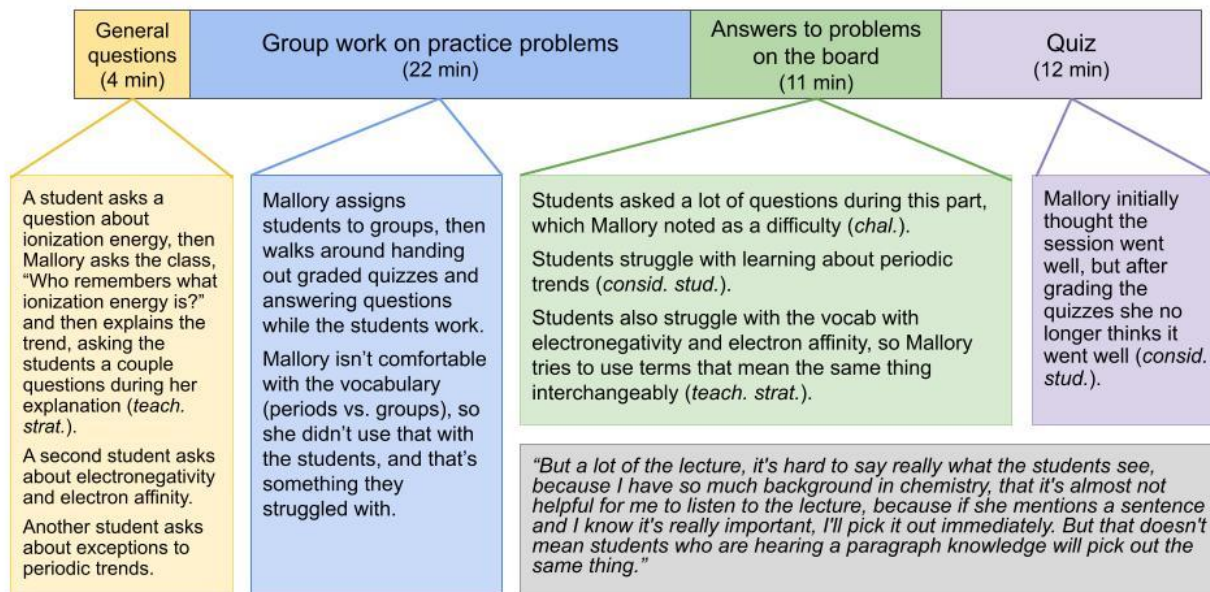 General
questions
(4 min)
Group work on practice problems
(22 min)
Answers to problems
on the board
(11 min)
Quiz
(12 min)
A student asks a
question about
ionization energy, then
Mallory asks the class,
“Who remembers what
ionization energy is?”
and then explains the
trend, asking the
students a couple
questions during her
explanation (teach.
strat.).
A second student asks
about electronegativity
and electron affinity.
Another student asks
about exceptions to
periodic trends.
Mallory assigns
students to groups, then
walks around handing
out graded quizzes and
answering questions
while the students work.
Mallory isn’t comfortable
with the vocabulary
(periods vs. groups), so
she didn’t use that with
the students, and that’s
something they
struggled with.
Students asked a lot of questions during this part,
which Mallory noted as a difficulty (chal.).
Students struggle with learning about periodic
trends (consid. stud.).
Students also struggle with the vocab with
electronegativity and electron affinity, so Mallory
tries to use terms that mean the same thing
interchangeably (teach. strat.).
Mallory initially
thought the
session went
well, but after
grading the
quizzes she no
longer thinks it
went well (consid.
stud.).
“But a lot of the lecture, it's hard to say really what the students see,
because I have so much background in chemistry, that it's almost not
helpful for me to listen to the lecture, because if she mentions a sentence
and I know it's really important, I'll pick it out immediately. But that doesn't
mean students who are hearing a paragraph knowledge will pick out the
same thing.”